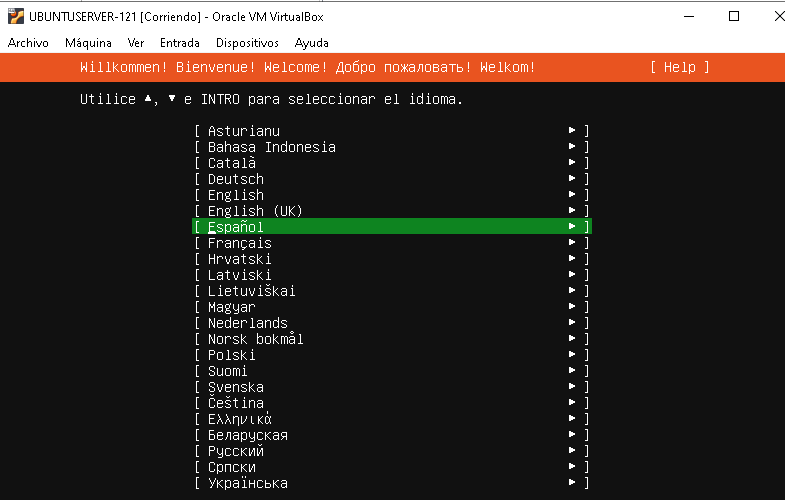 UBUNTUSERVER-121 [Corriendo] - Oracle VM VirtualBox
Archivo Máquina Ver Entrada Dispositivos Ayuda
Willkommen! Bienvenue! Welcome! Добро пожаловать! Welkom! [ Help ]
Utilice ▲, ▼ e INTRO para seleccionar el idioma.
[ Asturianu ► ]
[ Bahasa Indonesia ► ]
[ Català ► ]
[ Deutsch ► ]
[ English ► ]
[ English (UK) ► ]
[ Español ► ]
[ Français ► ]
[ Hrvatski ► ]
[ Latviski ► ]
[ Lietuviškai ► ]
[ Magyar ► ]
[ Nederlands ► ]
[ Norsk bokmål ► ]
[ Polski ► ]
[ Suomi ► ]
[ Svenska ► ]
[ Čeština ► ]
[ Ελληνικά ► ]
[ Беларуская ► ]
[ Русский ► ]
[ Српски ► ]
[ Українська ► ]